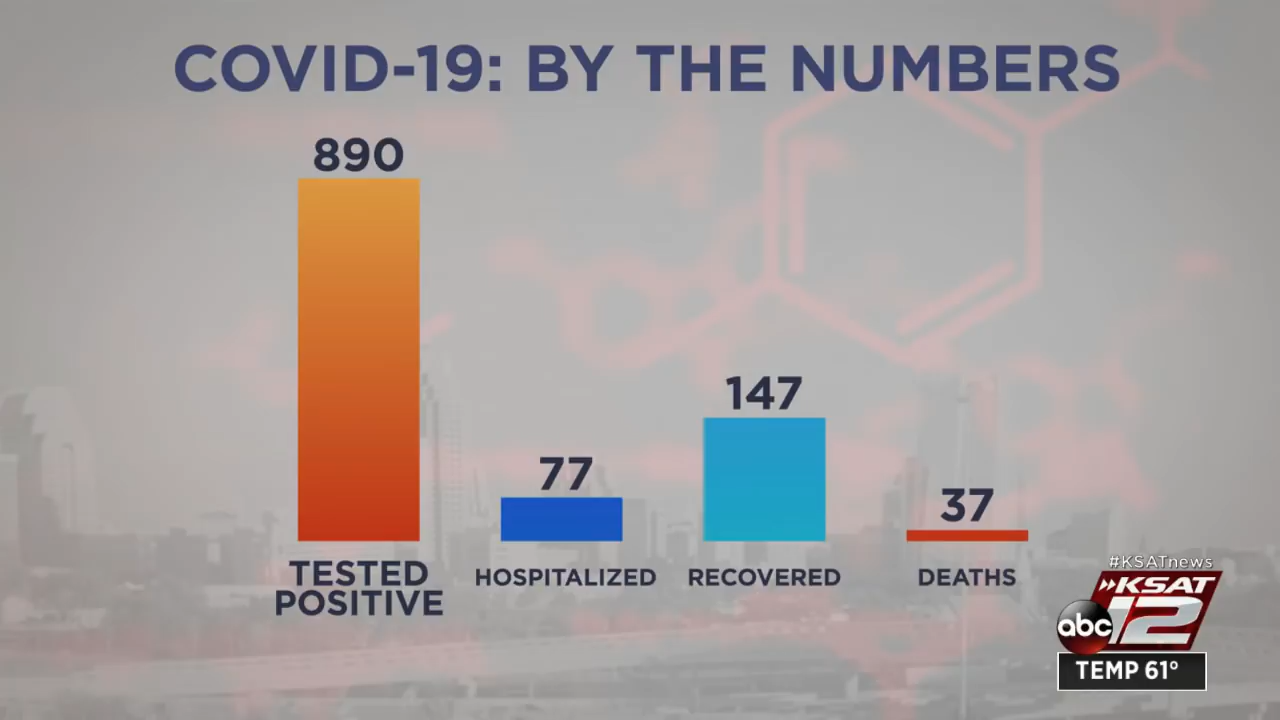 COVID-19: BY THE NUMBERS
890
77
147
37
TESTED
POSITIVE
HOSPITALIZED
RECOVERED
DEATHS
#KSATnews
KSAT
abc 12
TEMP 61°